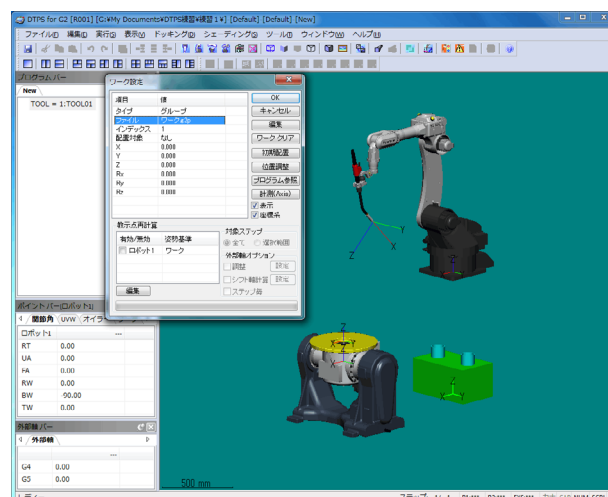 DTPS for G2 [R001] [G:¥My Documents¥DTPS練習¥練習１¥] [Default] [Default] [New]
ファイル(F) 編集(E) 実行(S) 表示(V) ドッキング(D) シェーディング(S) ツール(T) ウィンドウ(W) ヘルプ(H)
プログラム バー
New
TOOL = 1:TOOL01
ワーク設定
項目 値
タイプ グループ
ファイル
インデックス 1
配置対象 なし
X 0.000
Y 0.000
Z 0.000
Rx 0.000
Ry 0.000
Rz 0.000
OK
キャンセル
編集
ワーク クリア
初期配置
位置調整
プログラム参照
計測(Axis)
表示
座標系
教示点再計算
有効/無効 姿勢基準
ロボット1 ワーク
編集
対象ステップ
全て 選択範囲
外部軸オプション
調整 設定
シフト軸計算 設定
ステップ毎
ポイント バー[ロボット1]
関節角 UVW オイラー
ロボット1 ...
RT 0.00
UA 0.00
FA 0.00
RW 0.00
BW -90.00
TW 0.00
外部軸 バー
外部軸
...
G4 0.00
G5 0.00
Z
Y
X
Z
Z
X Y
X
Z
X Y
500 mm
レディー